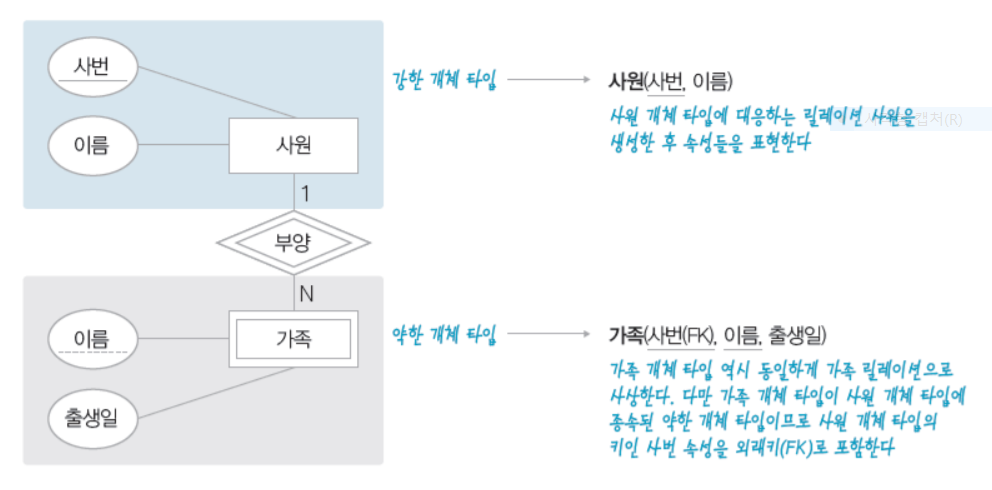 사번
이름
사원
1
부양
N
이름
가족
출생일
강한 개체 타입
사원(사번, 이름)
사원 개체 타입에 대응하는 릴레이션 사원을
생성한 후 속성들을 표현한다
캡처(R)
약한 개체 타입
가족(사번(FK), 이름, 출생일)
가족 개체 타입 역시 동일하게 가족 릴레이션으로
사상한다. 다만 가족 개체 타입이 사원 개체 타입에
종속된 약한 개체 타입이므로 사원 개체 타입의
키인 사번 속성을 외래키(FK)로 포함한다